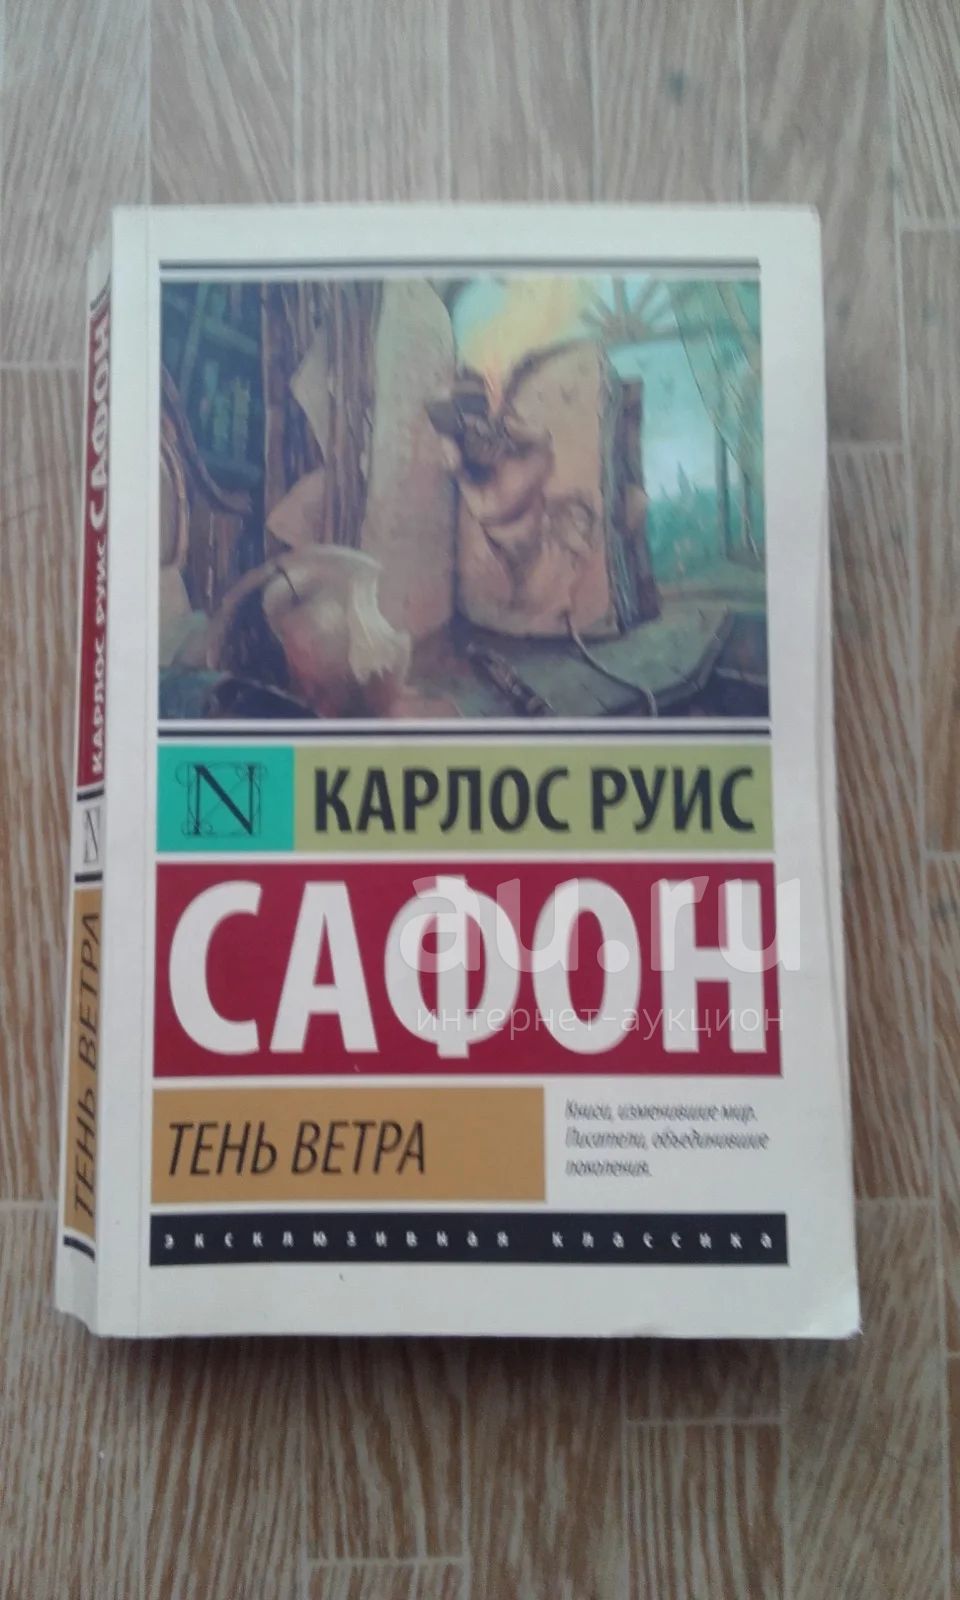 КАРЛОС РУИС САФОН
N
ТЕНЬ ВЕТРА
N КАРЛОС РУИС
САФОН
au.ru
интернет-аукцион
ТЕНЬ ВЕТРА
Книги, изменившие мир.
Писатели, объединившие
поколения.
эксклюзивная классика